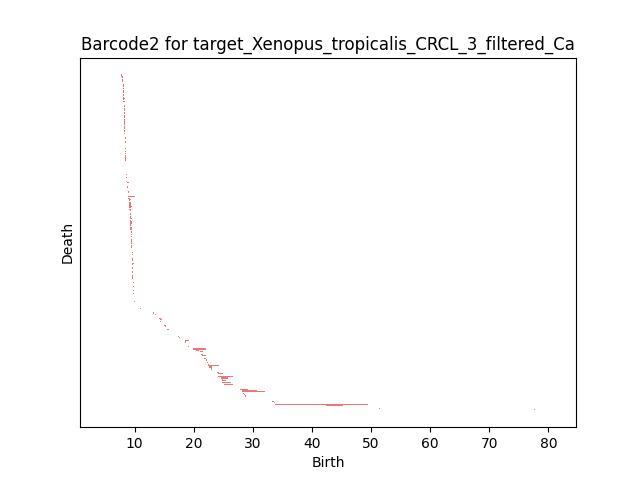 Barcode2 for target_Xenopus_tropicalis_CRCL_3_filtered_Ca
Death
10 20 30 40 50 60 70 80
Birth